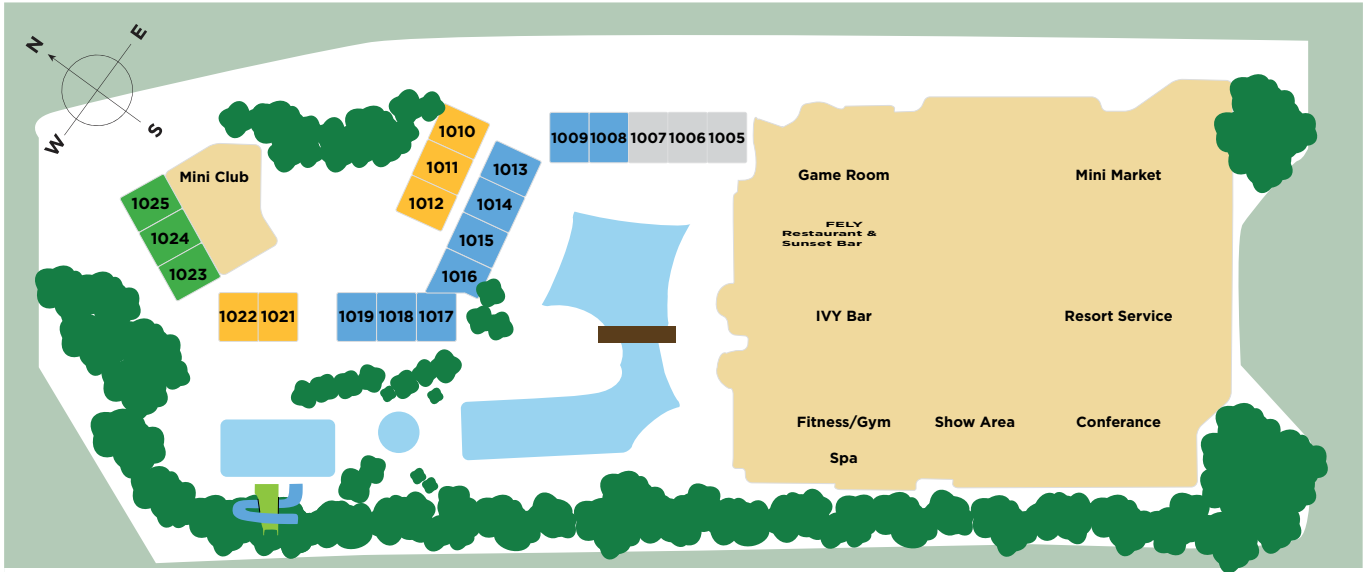 N
E
W
S
1010
1011
1012
1013
1014
1015
1016
1009 1008 1007 1006 1005
Mini Club
1025
1024
1023
1022 1021
1019 1018 1017
Game Room
Mini Market
FELY
Restaurant &
Sunset Bar
IVY Bar
Resort Service
Fitness/Gym
Show Area
Conferance
Spa